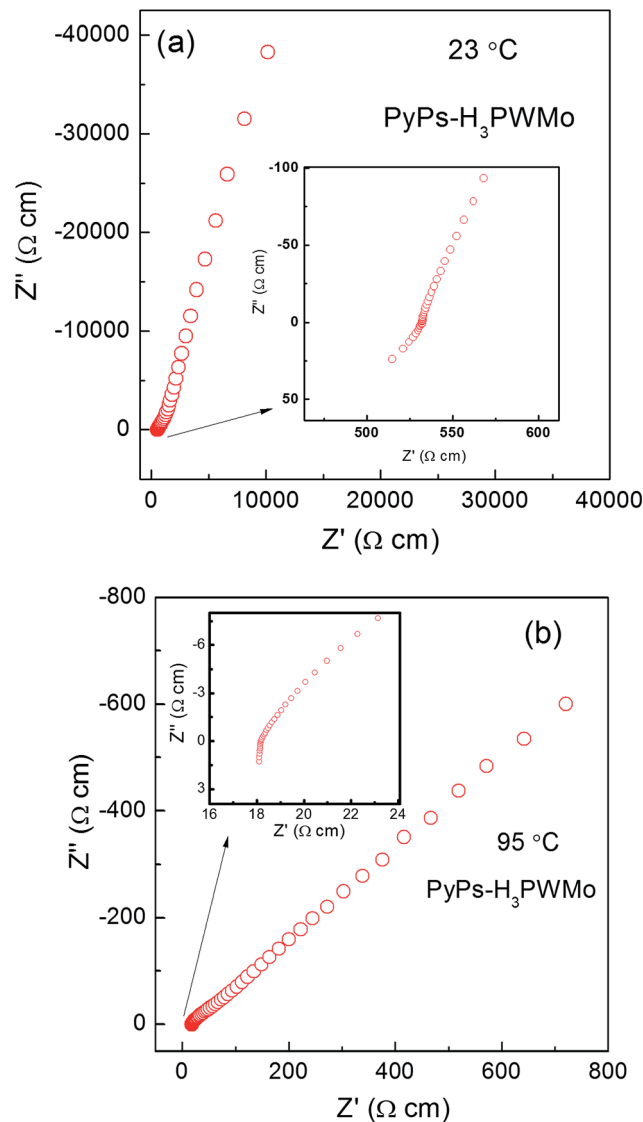 (a)
23 °C
PyPs-H₃PWMo
-40000
-30000
-20000
-10000
0
Z'' (Ω cm)
0 10000 20000 30000 40000
Z' (Ω cm)
-100
-50
0
50
Z'' (Ω cm)
500 550 600
Z' (Ω cm)
(b)
95 °C
PyPs-H₃PWMo
-800
-600
-400
-200
0
Z'' (Ω cm)
0 200 400 600 800
Z' (Ω cm)
-6
-3
0
3
Z'' (Ω cm)
16 18 20 22 24
Z' (Ω cm)